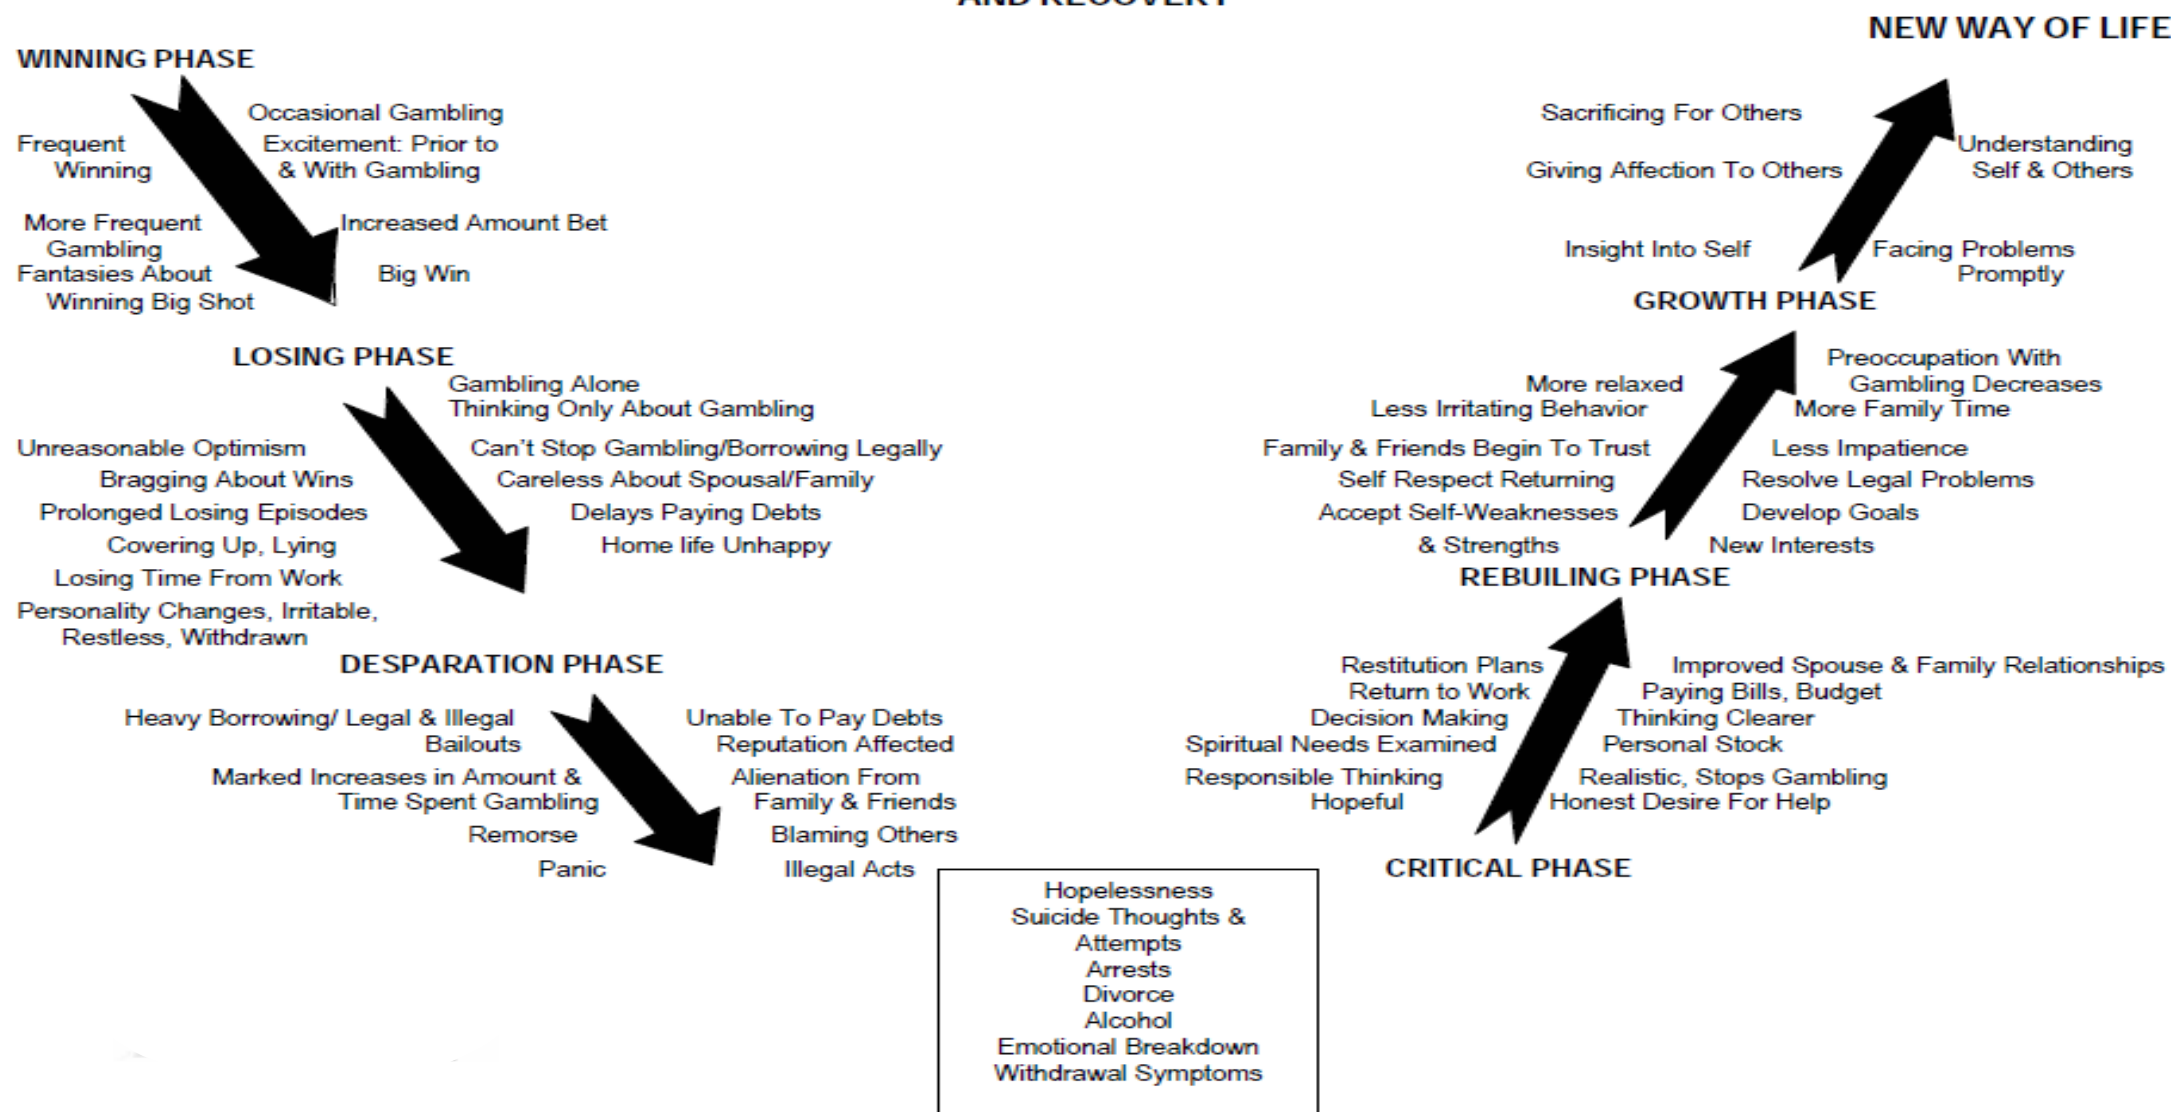 AND RECOVERY
NEW WAY OF LIFE
WINNING PHASE
Occasional Gambling
Frequent
Winning
Excitement: Prior to
& With Gambling
More Frequent
Gambling
Increased Amount Bet
Fantasies About
Winning Big Shot
Big Win
LOSING PHASE
Gambling Alone
Thinking Only About Gambling
Unreasonable Optimism
Can't Stop Gambling/Borrowing Legally
Bragging About Wins
Careless About Spousal/Family
Prolonged Losing Episodes
Delays Paying Debts
Covering Up, Lying
Home life Unhappy
Losing Time From Work
Personality Changes, Irritable,
Restless, Withdrawn
DESPARATION PHASE
Heavy Borrowing/ Legal & Illegal
Bailouts
Unable To Pay Debts
Reputation Affected
Marked Increases in Amount &
Time Spent Gambling
Alienation From
Family & Friends
Remorse
Blaming Others
Panic
Illegal Acts
Hopelessness
Suicide Thoughts &
Attempts
Arrests
Divorce
Alcohol
Emotional Breakdown
Withdrawal Symptoms
Sacrificing For Others
Understanding
Self & Others
Giving Affection To Others
Insight Into Self
Facing Problems
Promptly
GROWTH PHASE
Preoccupation With
Gambling Decreases
More relaxed
Less Irritating Behavior
More Family Time
Family & Friends Begin To Trust
Less Impatience
Self Respect Returning
Resolve Legal Problems
Accept Self-Weaknesses
& Strengths
Develop Goals
New Interests
REBUILING PHASE
Restitution Plans
Improved Spouse & Family Relationships
Return to Work
Paying Bills, Budget
Decision Making
Thinking Clearer
Spiritual Needs Examined
Personal Stock
Responsible Thinking
Realistic, Stops Gambling
Hopeful
Honest Desire For Help
CRITICAL PHASE